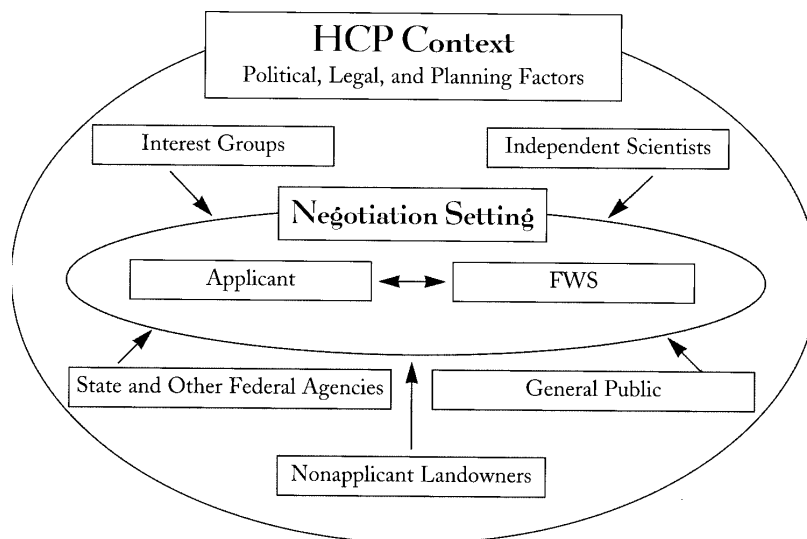 HCP Context
Political, Legal, and Planning Factors
Interest Groups
Independent Scientists
Negotiation Setting
Applicant
FWS
State and Other Federal Agencies
General Public
Nonapplicant Landowners